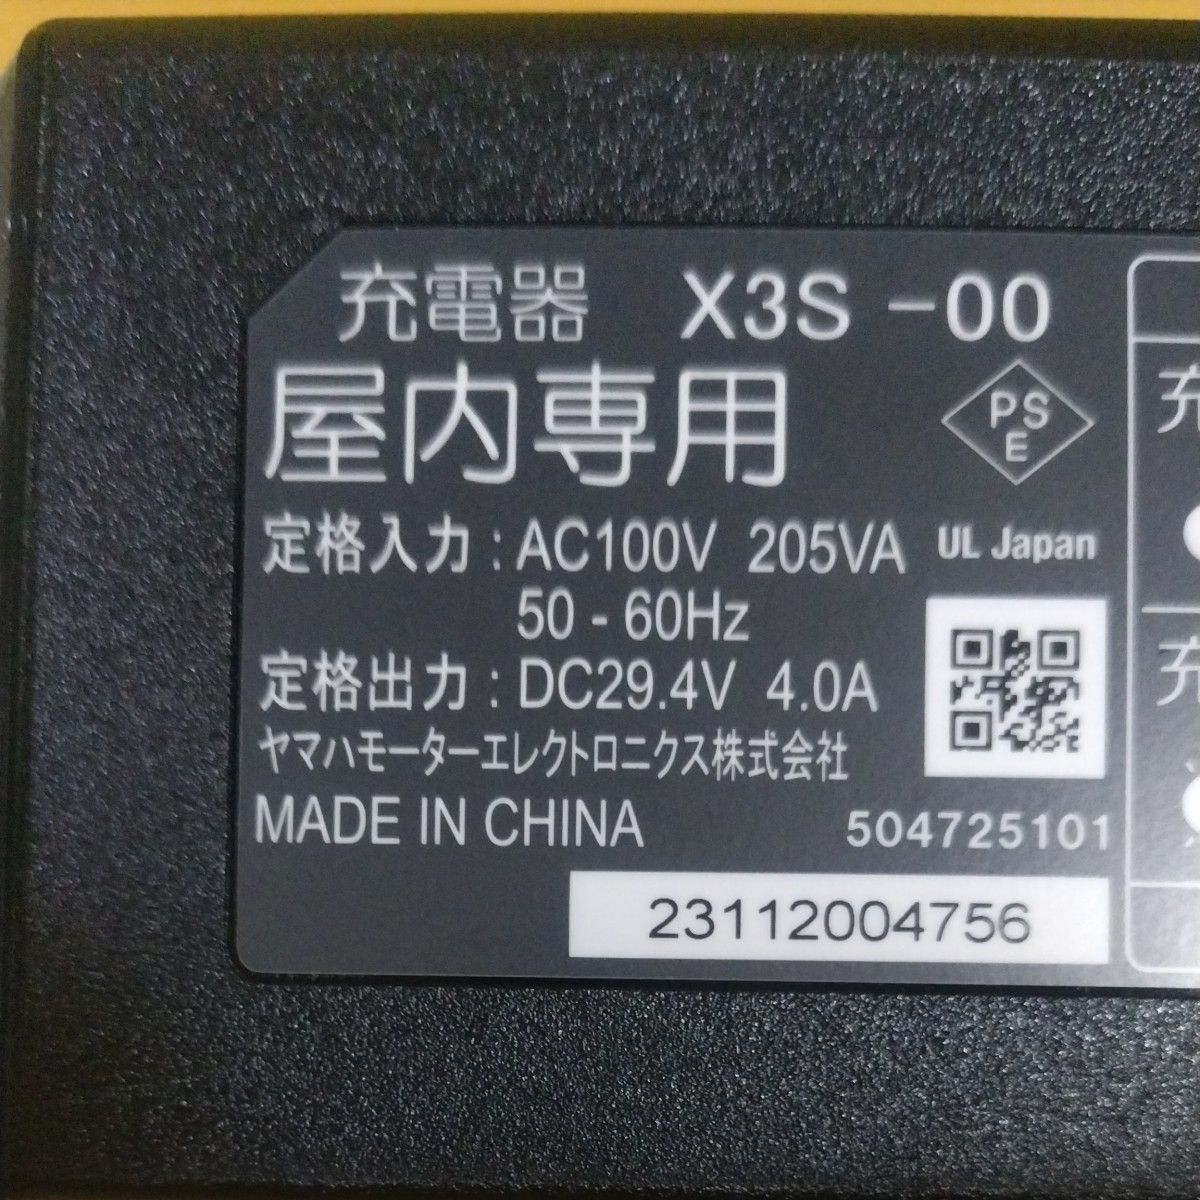 充電器 X3S -00
屋内専用
PS
E
定格入力 : AC100V 205VA
50 - 60Hz
UL Japan
定格出力 : DC29.4V 4.0A
ヤマハモーターエレクトロニクス株式会社
MADE IN CHINA
504725101
23112004756
充
充